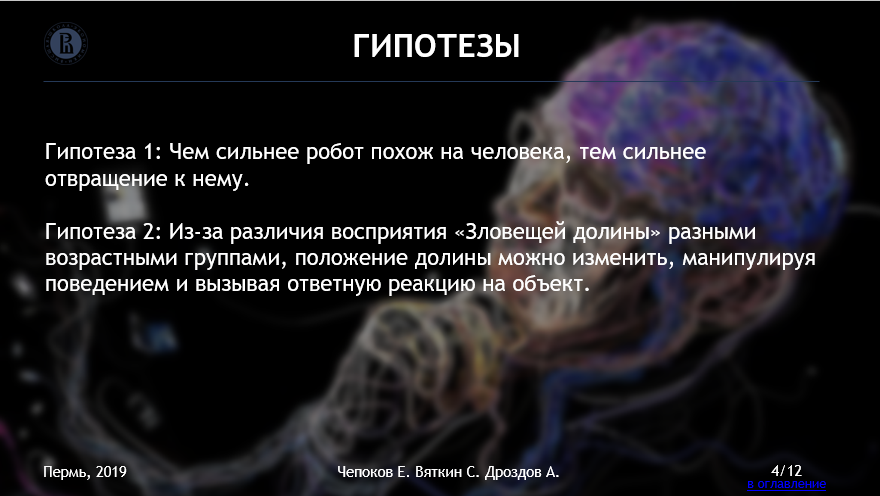 ГИПОТЕЗЫ
Гипотеза 1: Чем сильнее робот похож на человека, тем сильнее
отвращение к нему.
Гипотеза 2: Из-за различия восприятия «Зловещей долины» разными
возрастными группами, положение долины можно изменить, манипулируя
поведением и вызывая ответную реакцию на объект.
Пермь, 2019
Чепоков Е. Вяткин С. Дроздов А.
4/12
в оглавление